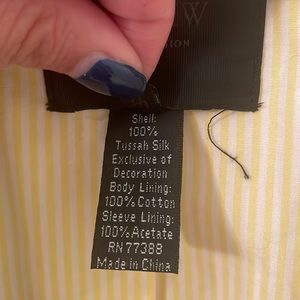 W
ION
Shell:
100%
Tussah Silk
Exclusive of
Decoration
Body Lining:
100% Cotton
Sleeve Lining:
100% Acetate
RN 77388
Made in China